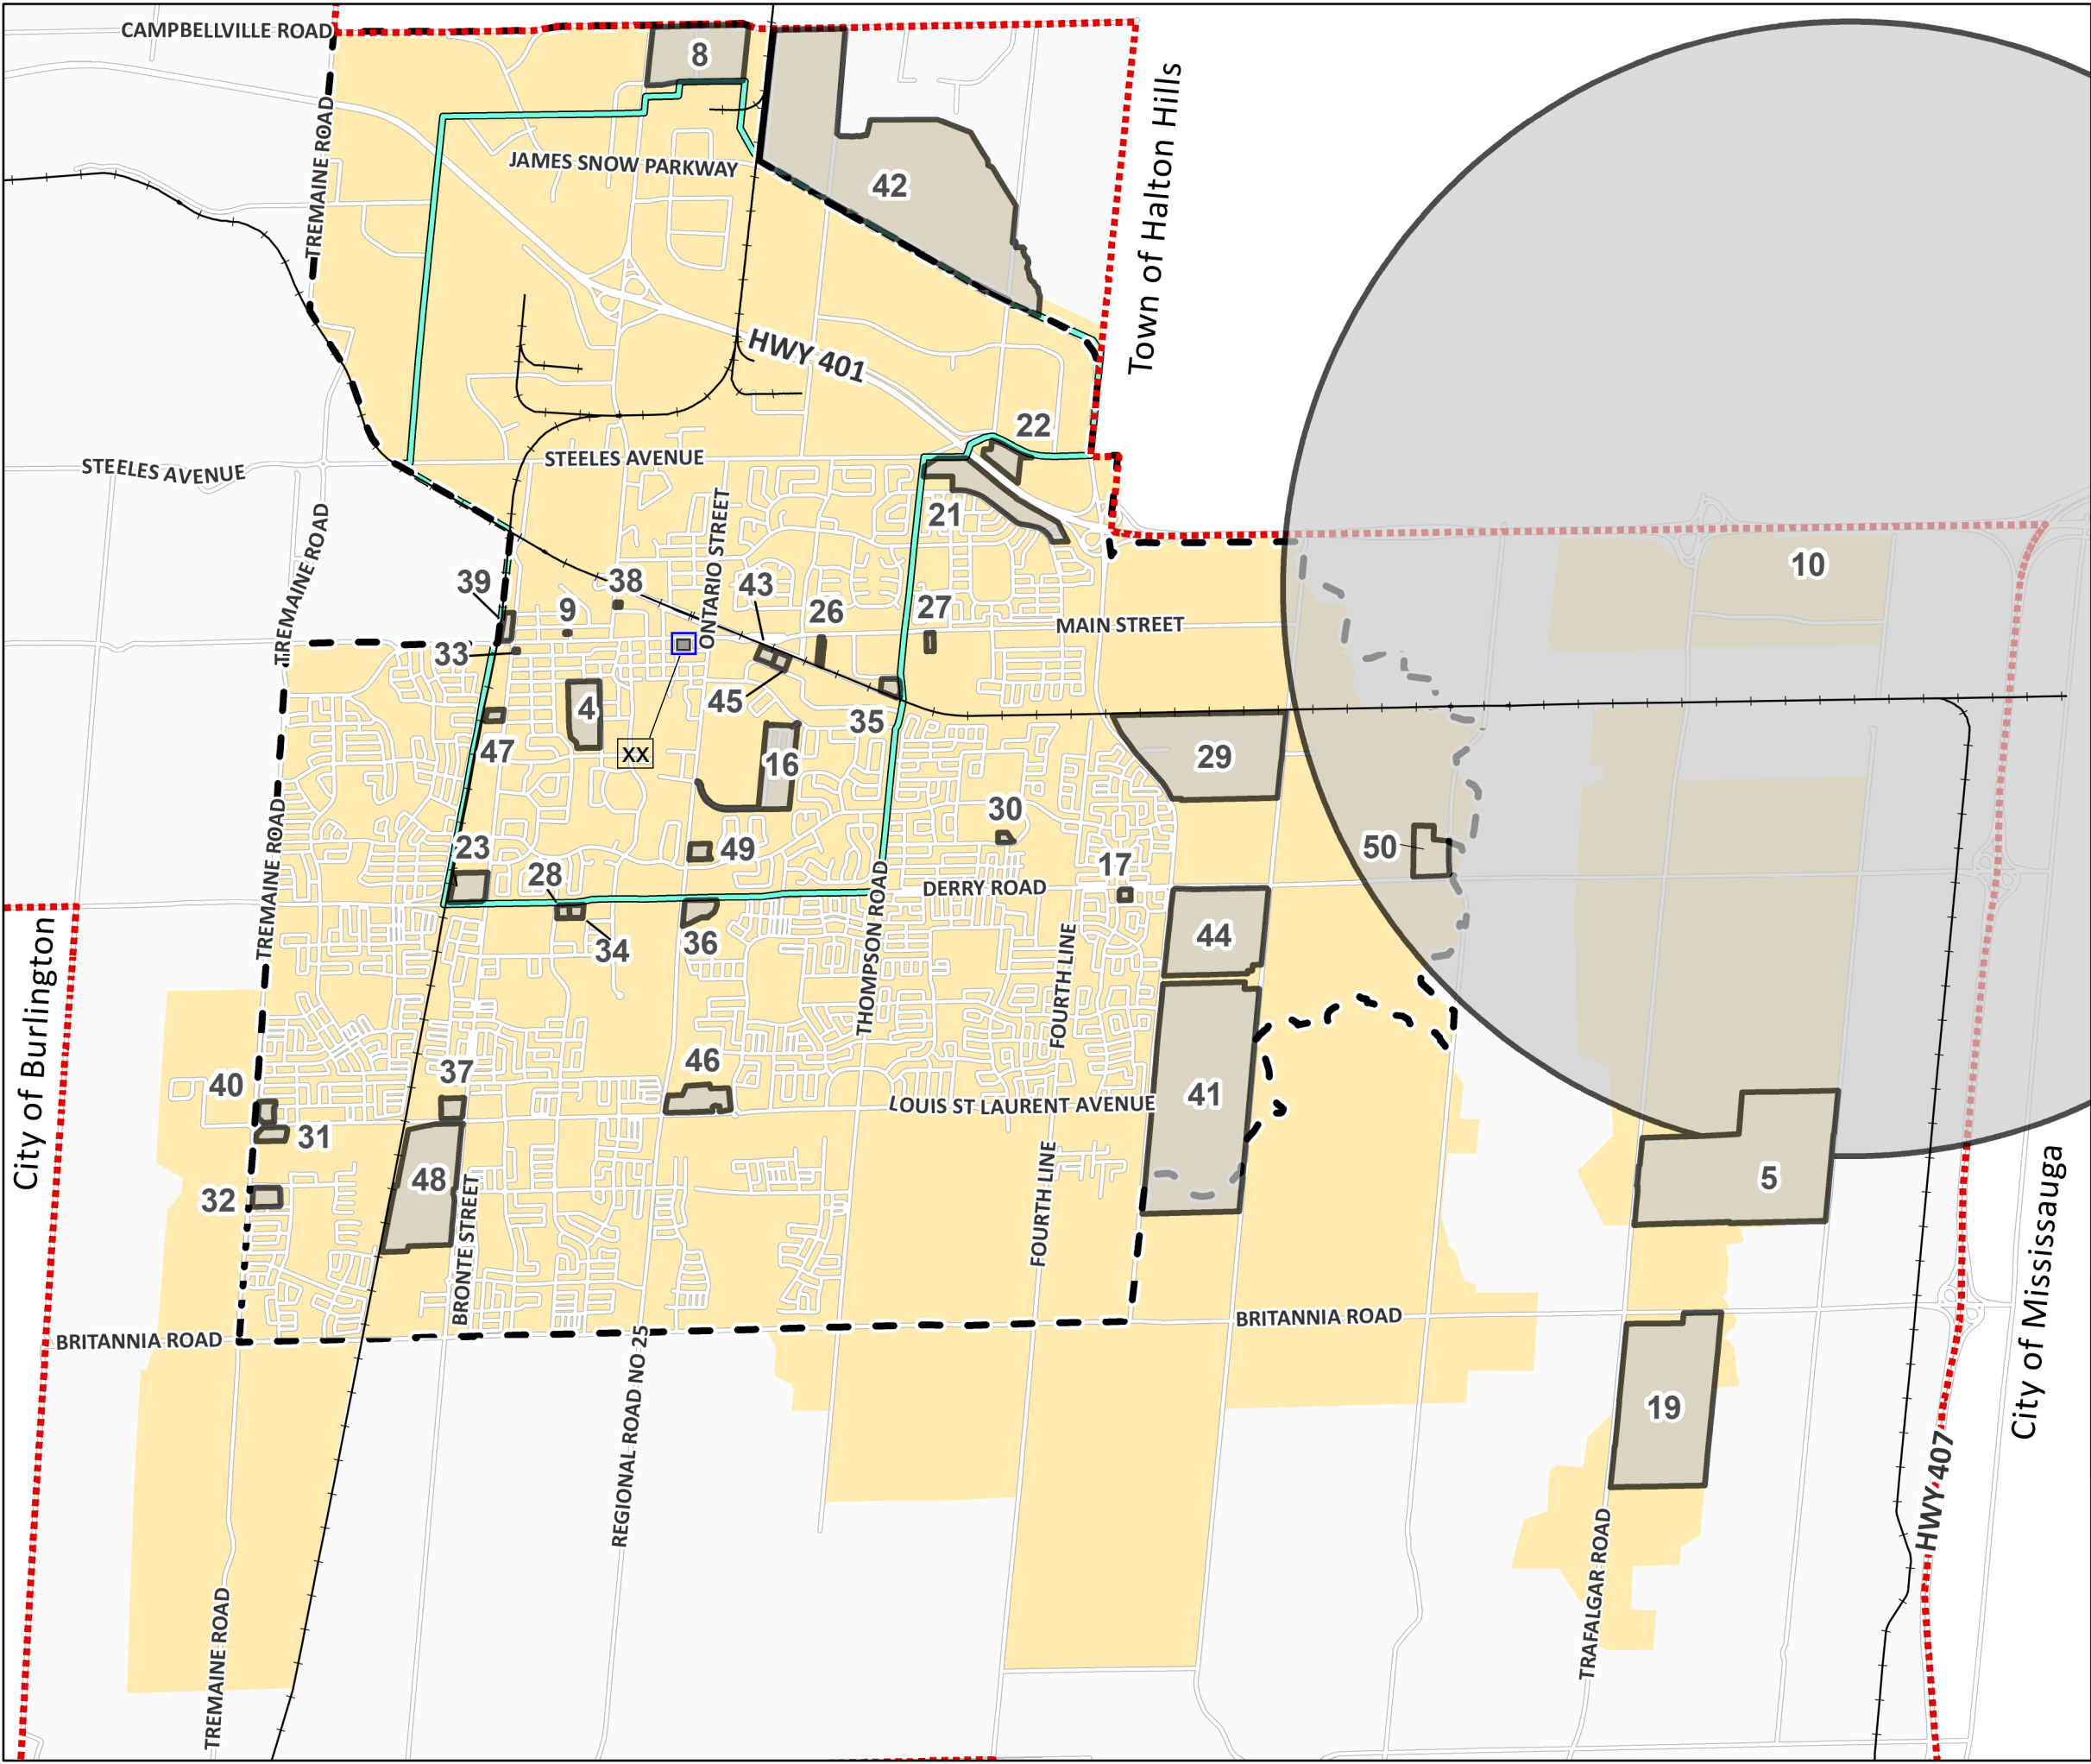 CAMPBELLVILLE ROAD
8
TREMAINE ROAD
JAMES SNOW PARKWAY
42
Town of Halton Hills
HWY 401
22
STEELES AVENUE
STEELES AVENUE
21
ONTARIO STREET
TREMAINE ROAD
10
39
38
43
9
26
27
MAIN STREET
33
4
45
35
47
XX
16
29
30
50
23
49
28
17
TREMAINE ROAD
DERRY ROAD
THOMPSON ROAD
34
36
44
FOURTH LINE
City of Burlington
46
37
40
41
LOUIS ST LAURENT AVENUE
31
48
32
5
FOURTH LINE
BRONTE STREET
City of Mississauga
BRITANNIA ROAD
BRITANNIA ROAD
REGIONAL ROAD NO 25
19
HWY 407
TRAFALGAR ROAD
TREMAINE ROAD